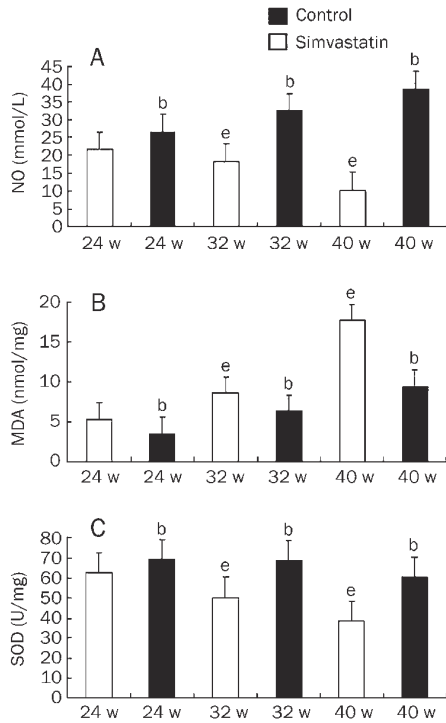 Control
Simvastatin
A
NO (mmol/L)
45
40
35
30
25
20
15
10
5
0
b
e
b
e
b
24 w 24 w 32 w 32 w 40 w 40 w
B
MDA (nmol/mg)
20
15
10
5
0
b
e
b
e
b
24 w 24 w 32 w 32 w 40 w 40 w
C
SOD (U/mg)
80
70
60
50
40
30
20
10
0
b
e
b
e
b
24 w 24 w 32 w 32 w 40 w 40 w